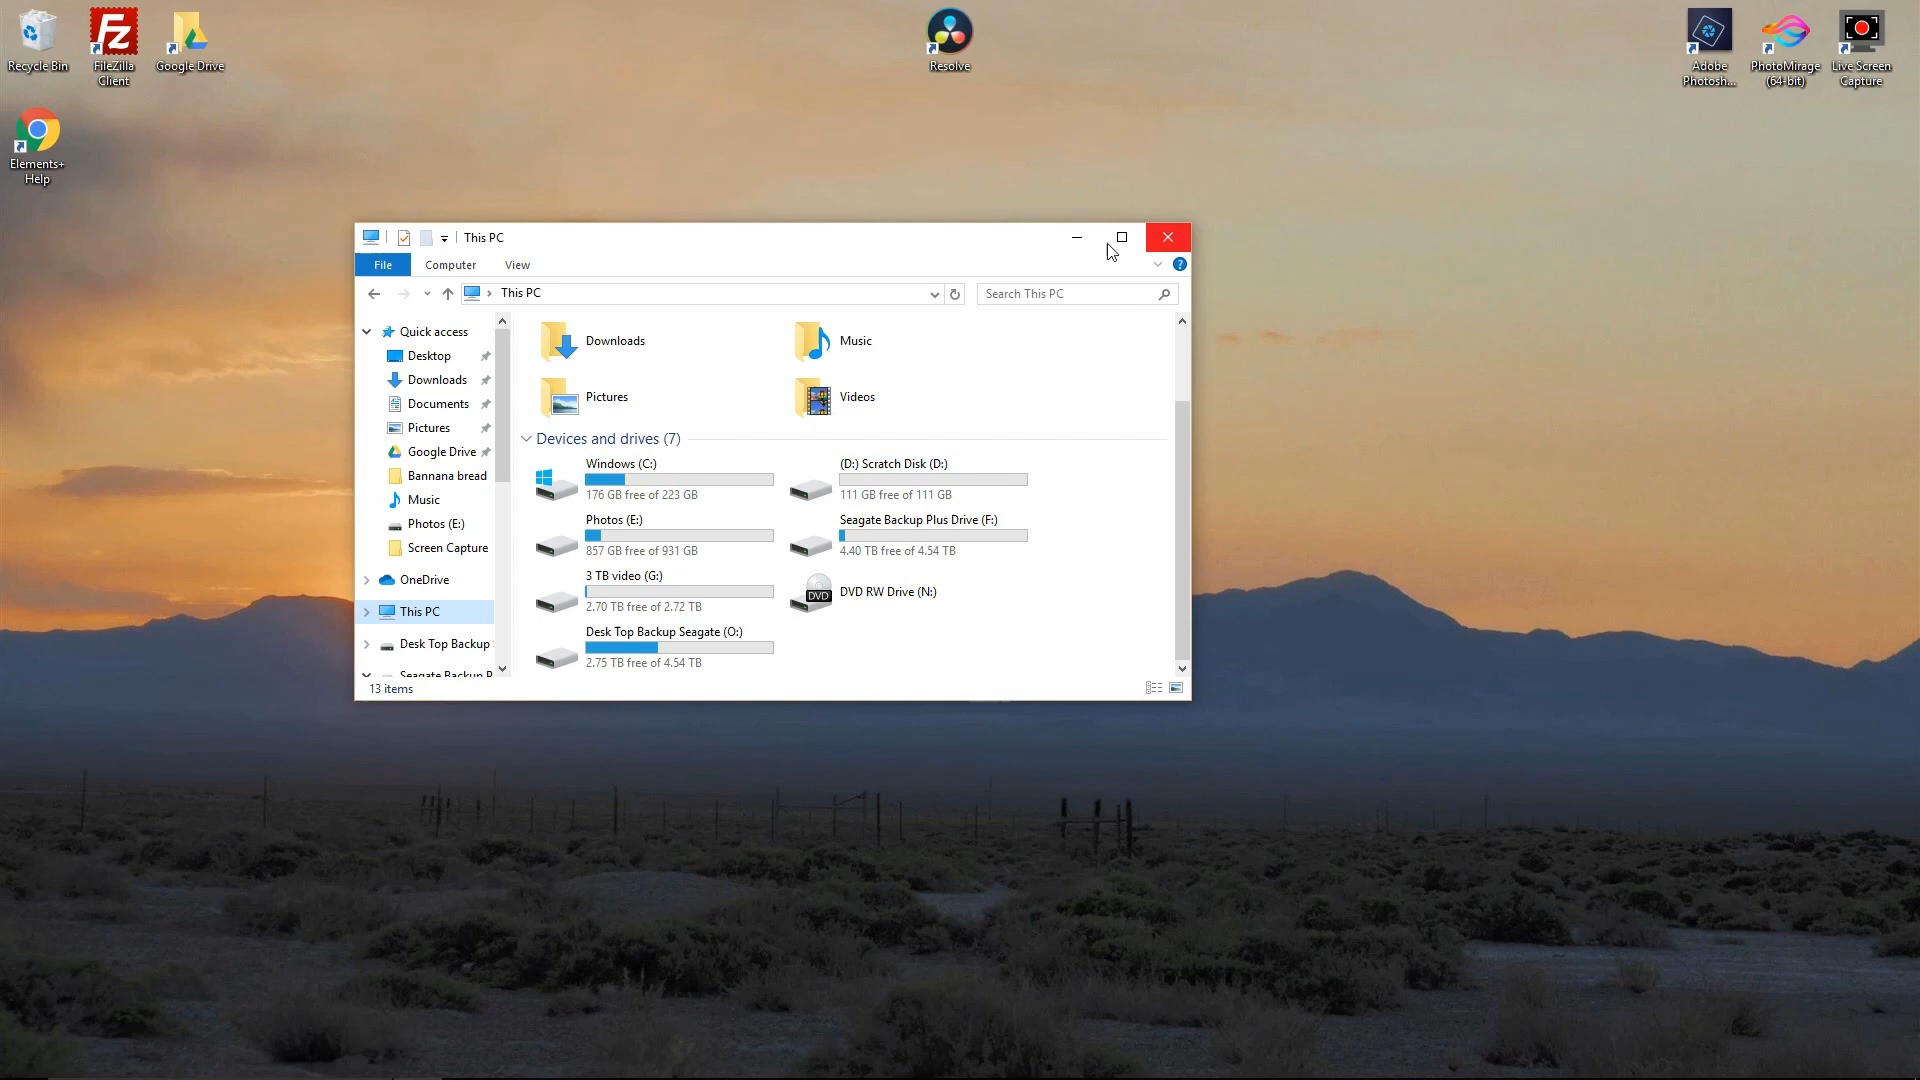 Recycle Bin
FileZilla
Client
Google Drive
Resolve
Adobe
Photosh...
PhotoMirage
(64-bit)
Live Screen
Capture
Elements+
Help
This PC
File
Computer
View
This PC
Search This PC
Quick access
Desktop
Downloads
Documents
Pictures
Google Drive
Bannana bread
Music
Photos (E:)
Screen Capture
OneDrive
This PC
Desk Top Backup
Seagate Backup P
Downloads
Music
Pictures
Videos
Devices and drives (7)
Windows (C:)
176 GB free of 223 GB
(D:) Scratch Disk (D:)
111 GB free of 111 GB
Photos (E:)
857 GB free of 931 GB
Seagate Backup Plus Drive (F:)
4.40 TB free of 4.54 TB
3 TB video (G:)
2.70 TB free of 2.72 TB
DVD
DVD RW Drive (N:)
Desk Top Backup Seagate (O:)
2.75 TB free of 4.54 TB
13 items